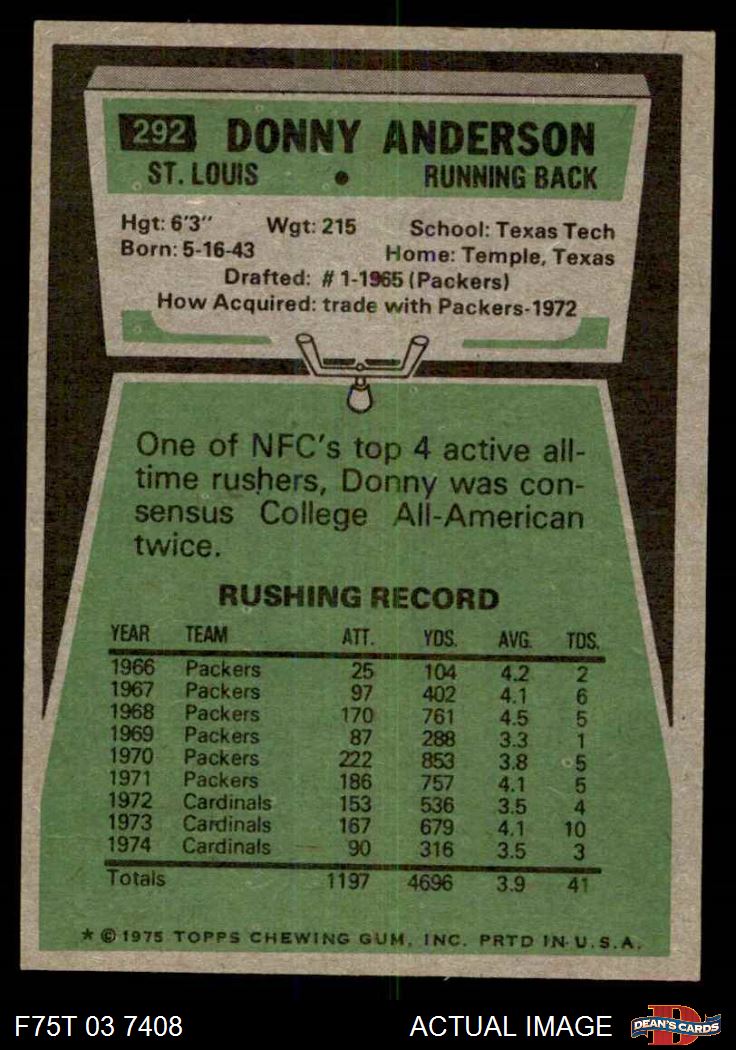 292 DONNY ANDERSON
ST. LOUIS • RUNNING BACK
Hgt: 6'3" Wgt: 215 School: Texas Tech
Born: 5-16-43 Home: Temple, Texas
Drafted: #1-1965 (Packers)
How Acquired: trade with Packers-1972
One of NFC's top 4 active all-
time rushers, Donny was con-
sensus College All-American
twice.
RUSHING RECORD
YEAR TEAM ATT. YDS. AVG. TDS.
1966 Packers 25 104 4.2 2
1967 Packers 97 402 4.1 6
1968 Packers 170 761 4.5 5
1969 Packers 87 288 3.3 1
1970 Packers 222 853 3.8 5
1971 Packers 186 757 4.1 5
1972 Cardinals 153 536 3.5 4
1973 Cardinals 167 679 4.1 10
1974 Cardinals 90 316 3.5 3
Totals 1197 4696 3.9 41
* © 1975 TOPPS CHEWING GUM, INC. PRTD IN U.S.A.
F75T 03 7408 ACTUAL IMAGE DEAN'S CARDS